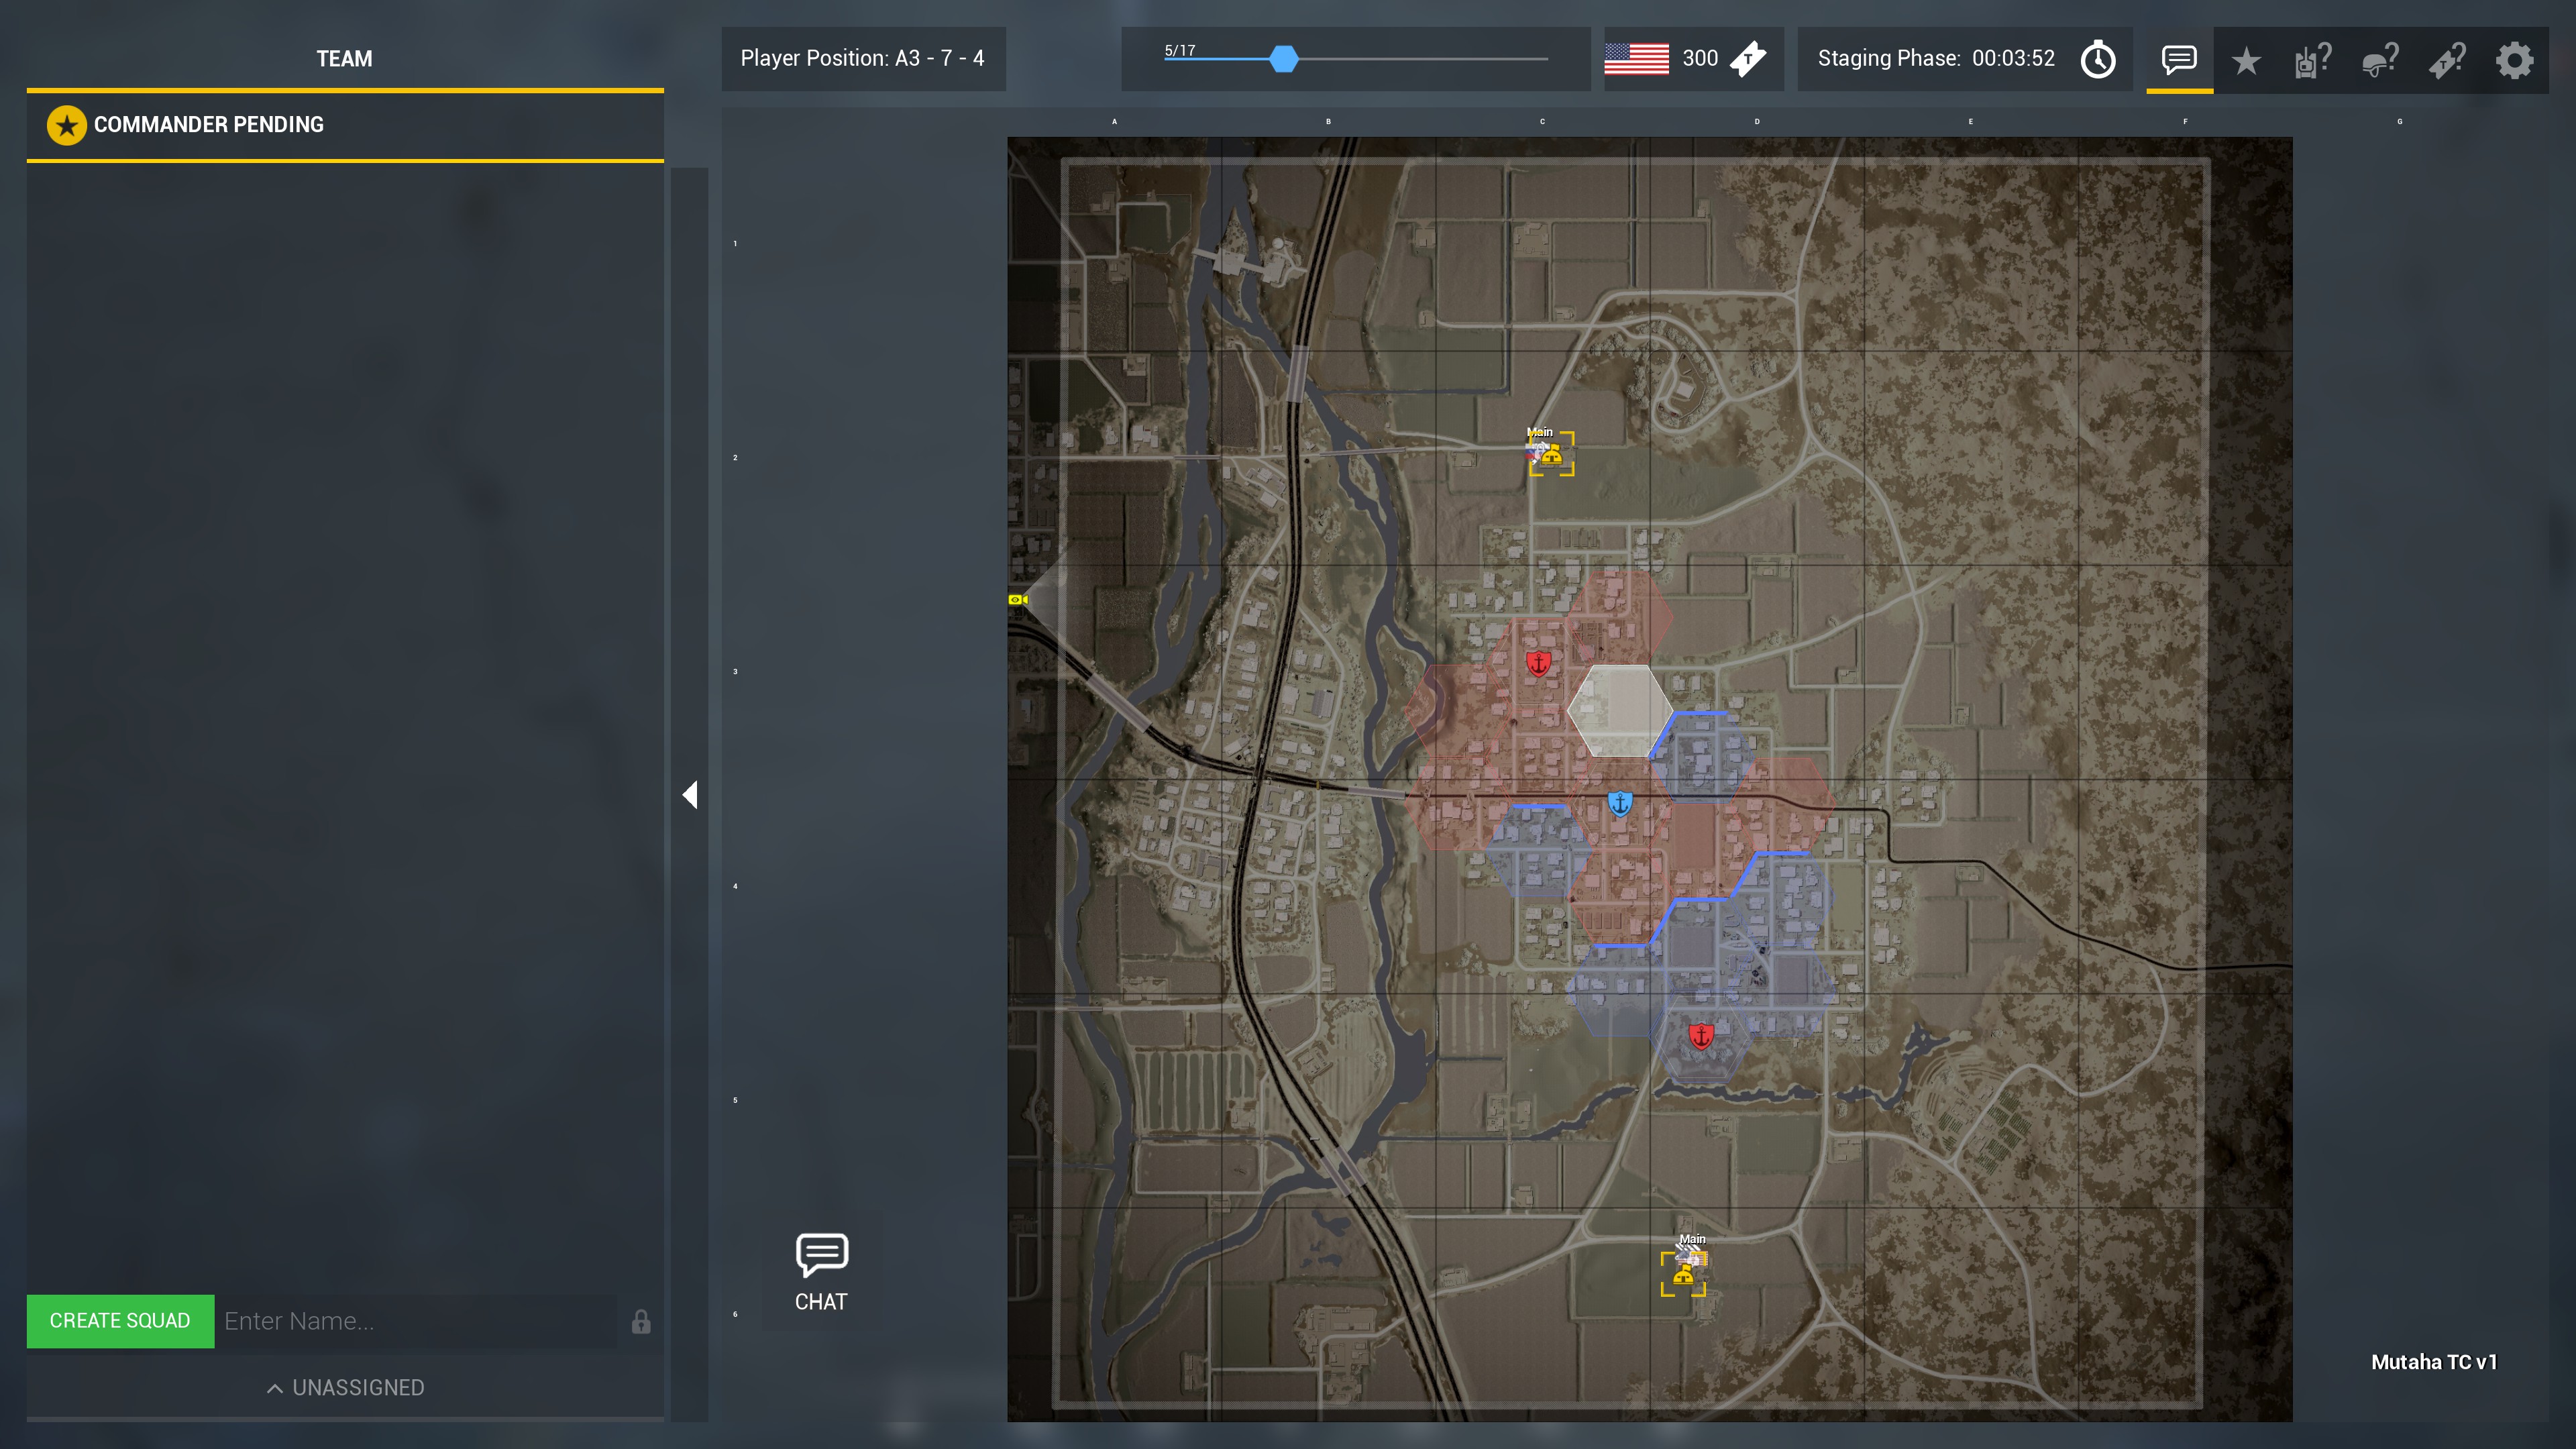 TEAM
Player Position: A3 - 7 - 4
5/17
300
T
Staging Phase: 00:03:52
? ? T?
COMMANDER PENDING
A B C D E F G
1
Main
2
3
4
5
Main
6
CHAT
CREATE SQUAD Enter Name...
UNASSIGNED
Mutaha TC v1